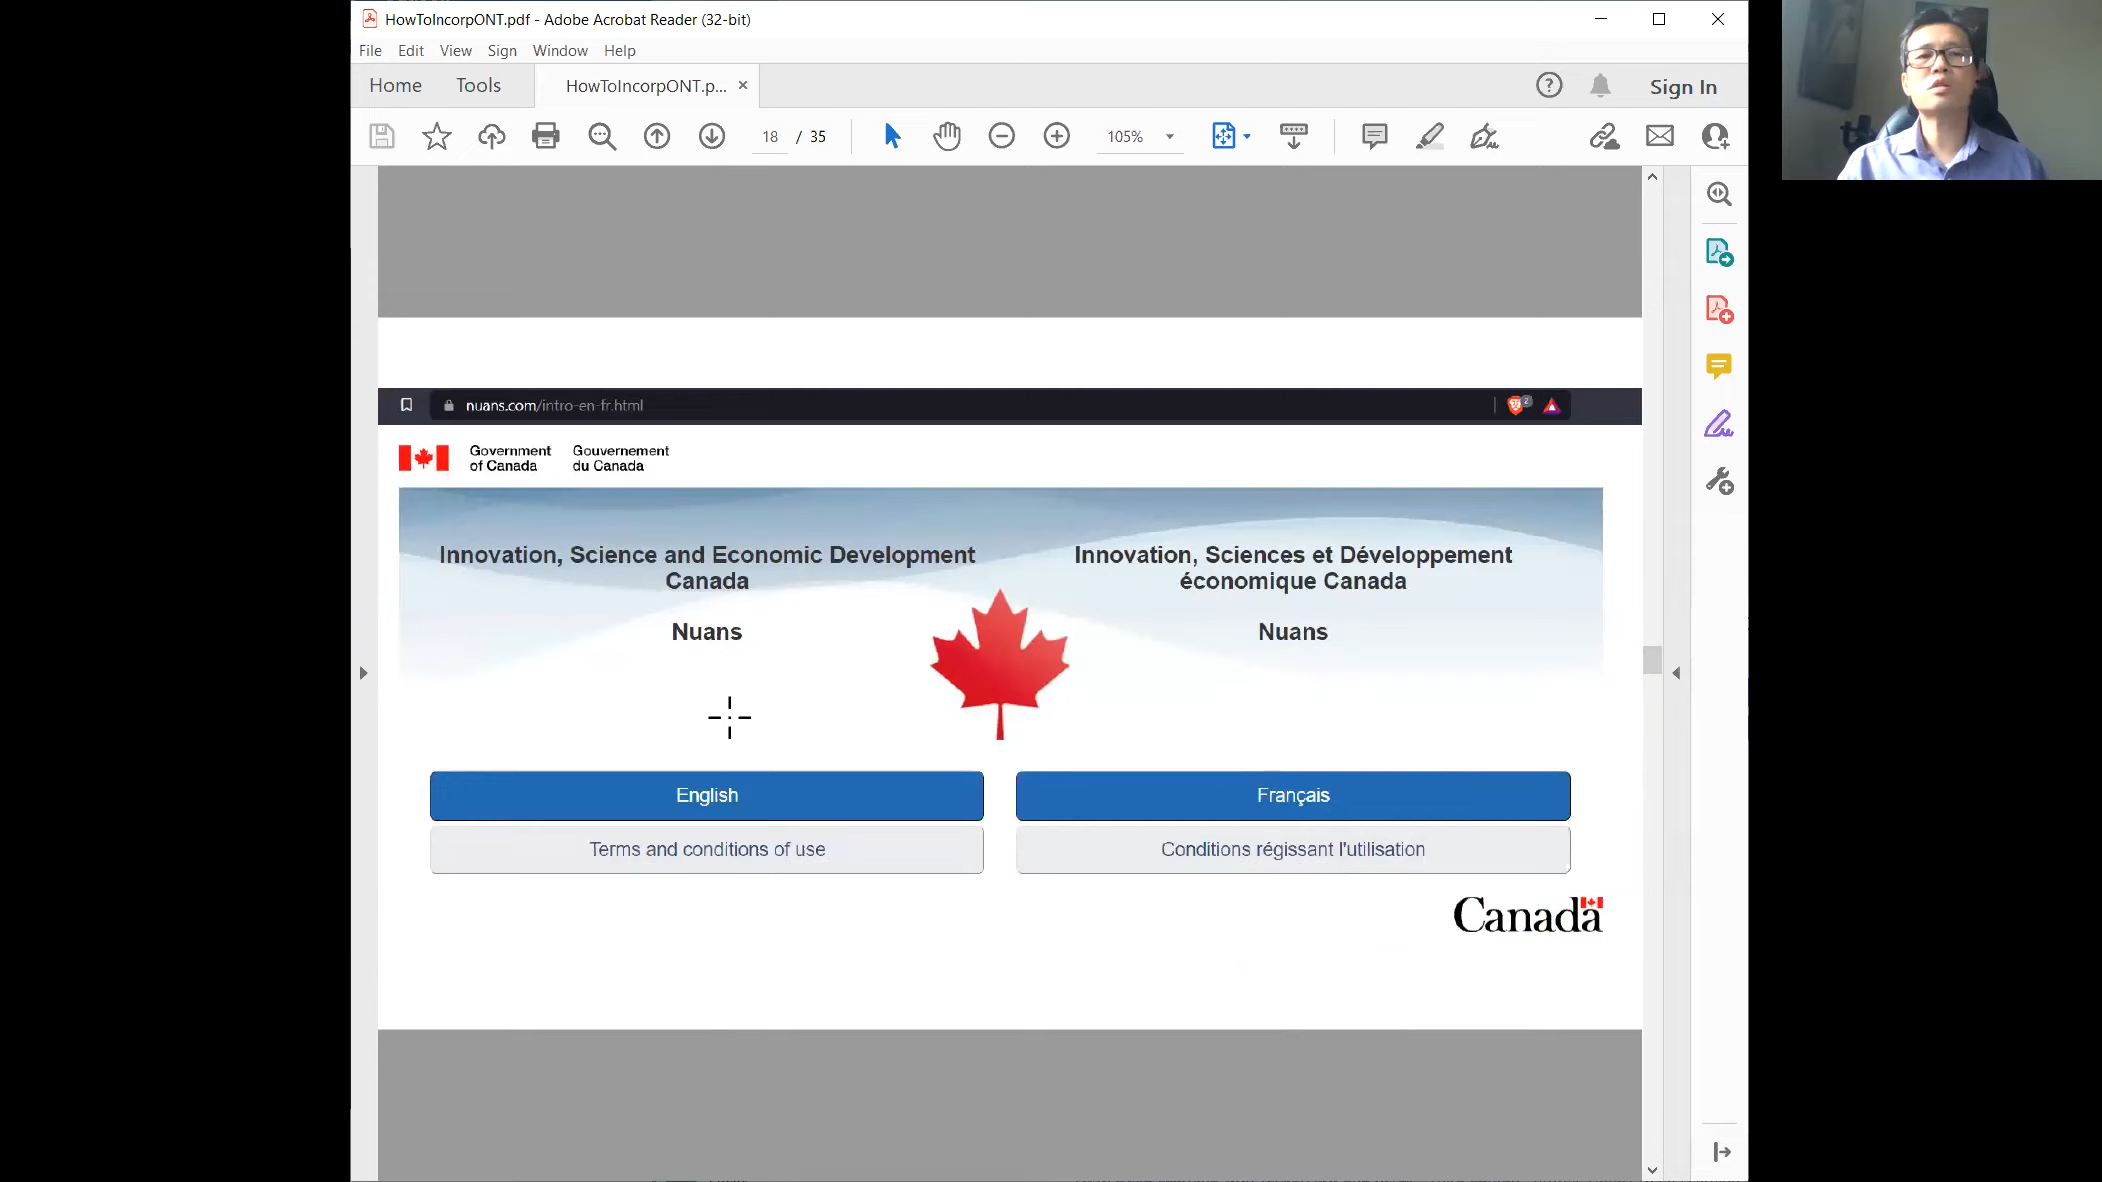 HowToIncorpONT.pdf - Adobe Acrobat Reader (32-bit)
File Edit View Sign Window Help
Home Tools HowToIncorpONT.p... Sign In
18 / 35 105%
nuans.com/intro-en-fr.html
Government of Canada
Gouvernement du Canada
Innovation, Science and Economic Development
Canada
Nuans
Innovation, Sciences et Développement
économique Canada
Nuans
English
Français
Terms and conditions of use
Conditions régissant l'utilisation
Canada